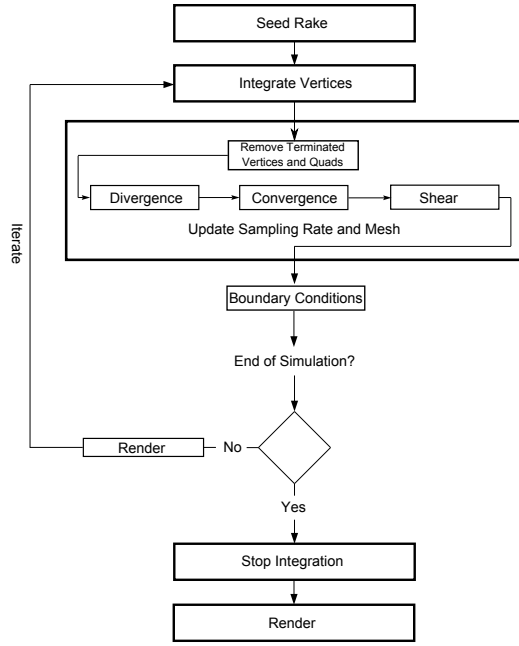 Seed Rake
Integrate Vertices
Remove Terminated
Vertices and Quads
Divergence
Convergence
Shear
Update Sampling Rate and Mesh
Iterate
Boundary Conditions
End of Simulation?
Render
No
Yes
Stop Integration
Render